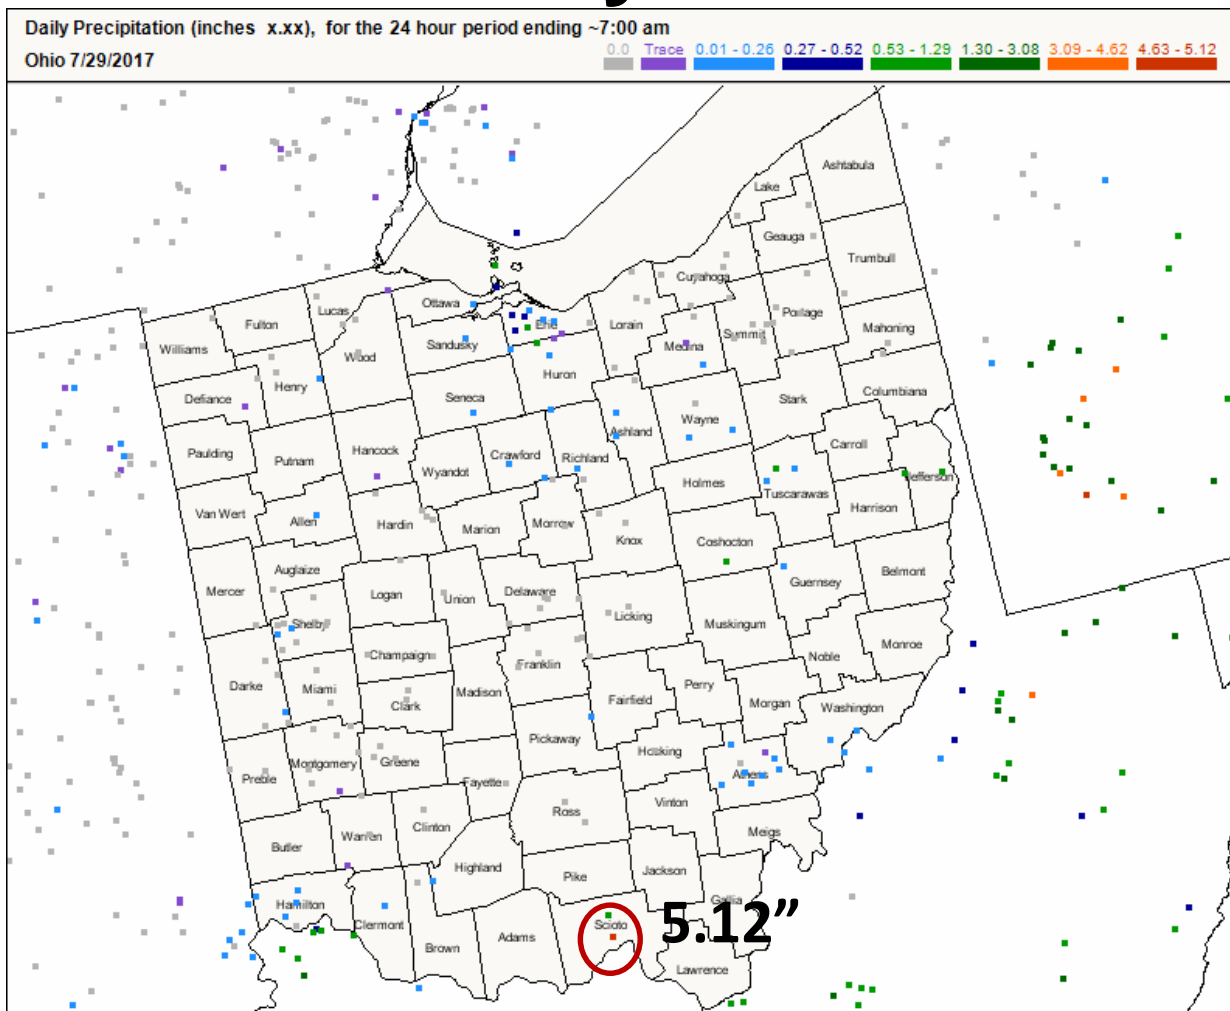 Daily Precipitation (inches x.xx), for the 24 hour period ending ~7:00 am
Ohio 7/29/2017
0.0 Trace 0.01 - 0.26 0.27 - 0.52 0.53 - 1.29 1.30 - 3.08 3.09 - 4.62 4.63 - 5.12
Ashtabula
Lake
Geauga
Trumbull
Cuyahoga
Ottawa
Lucas
Portage
Fulton
Erie
Lorain
Mahoning
Summit
Williams
Wood
Sandusky
Medina
Huron
Henry
Columbiana
Defiance
Seneca
Stark
Wayne
Ashland
Carroll
Hancock
Paulding
Putnam
Crawford
Richland
Wyandot
Jefferson
Holmes
Tuscarawas
Harrison
Van Wert
Allen
Hardin
Marion
Morrow
Knox
Coshocton
Auglaize
Belmont
Guernsey
Mercer
Logan
Union
Delaware
Licking
Shelby
Muskingum
Monroe
Champaign
Franklin
Noble
Darke
Miami
Madison
Perry
Fairfield
Morgan
Clark
Washington
Pickaway
Hocking
Montgomery
Greene
Preble
Athens
Fayette
Vinton
Ross
Clinton
Meigs
Warren
Butler
Highland
Jackson
Pike
Gallia
Hamilton
Clermont
Scioto
5.12”
Adams
Brown
Lawrence